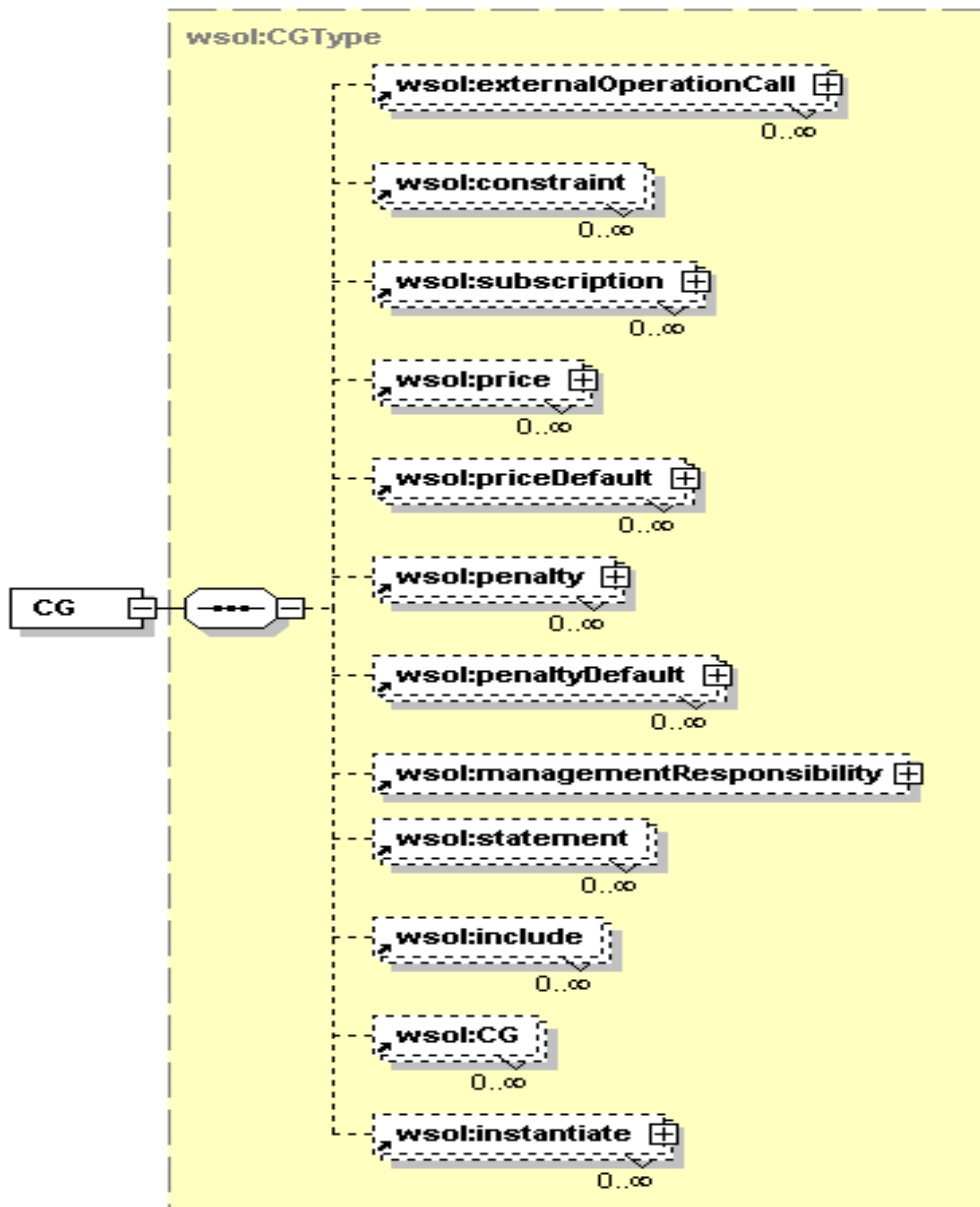 wsol:CGType
wsol:externalOperationCall
0..∞
wsol:constraint
0..∞
wsol:subscription
0..∞
wsol:price
0..∞
wsol:priceDefault
0..∞
wsol:penalty
0..∞
CG
wsol:penaltyDefault
0..∞
wsol:managementResponsibility
wsol:statement
0..∞
wsol:include
0..∞
wsol:CG
0..∞
wsol:instantiate
0..∞